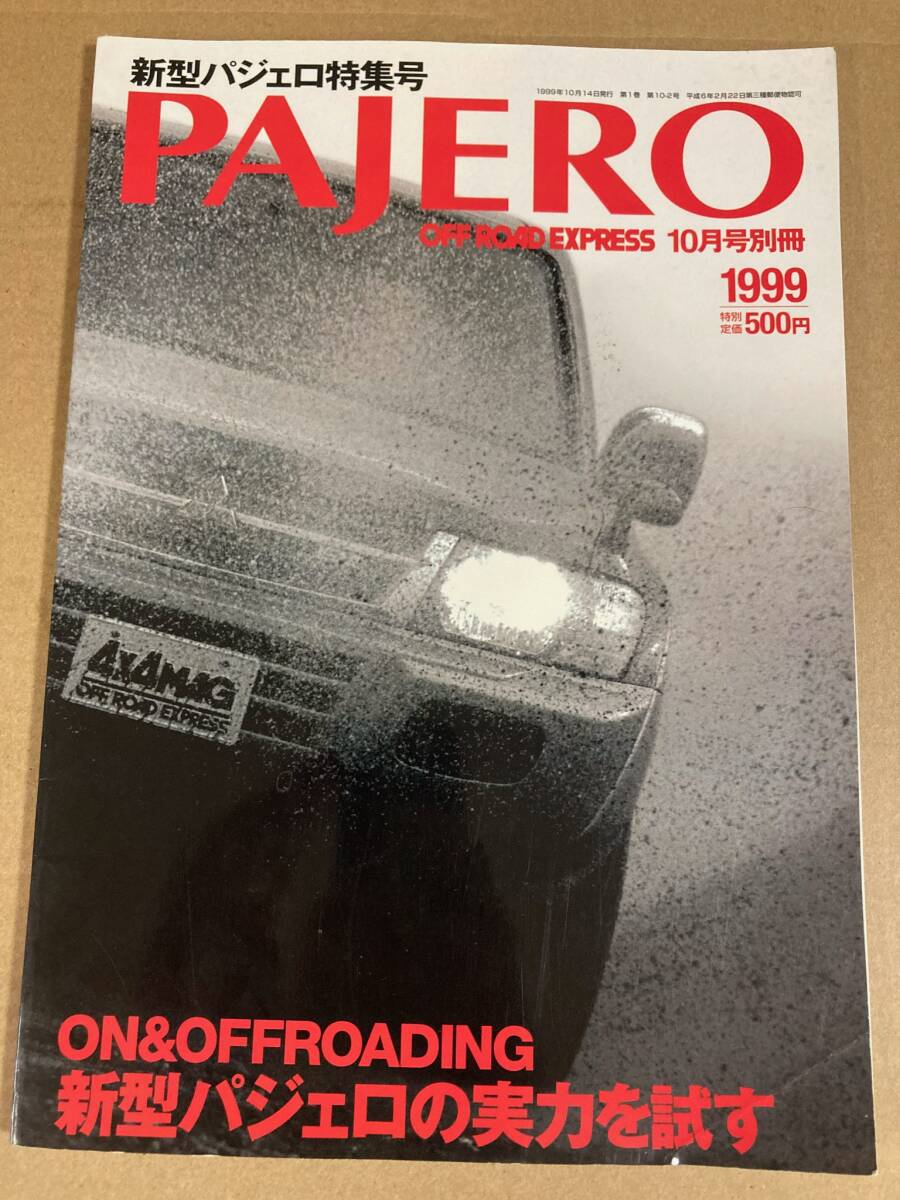 新型パジェロ特集号
1999年10月14日発行 第1巻 第10-2号 平成6年2月22日第三種郵便物認可
PAJERO
OFF ROAD EXPRESS 10月号別冊
1999
特別定価500円
4x4MAG
OFF ROAD EXPRESS
ON&OFFROADING
新型パジェロの実力を試す